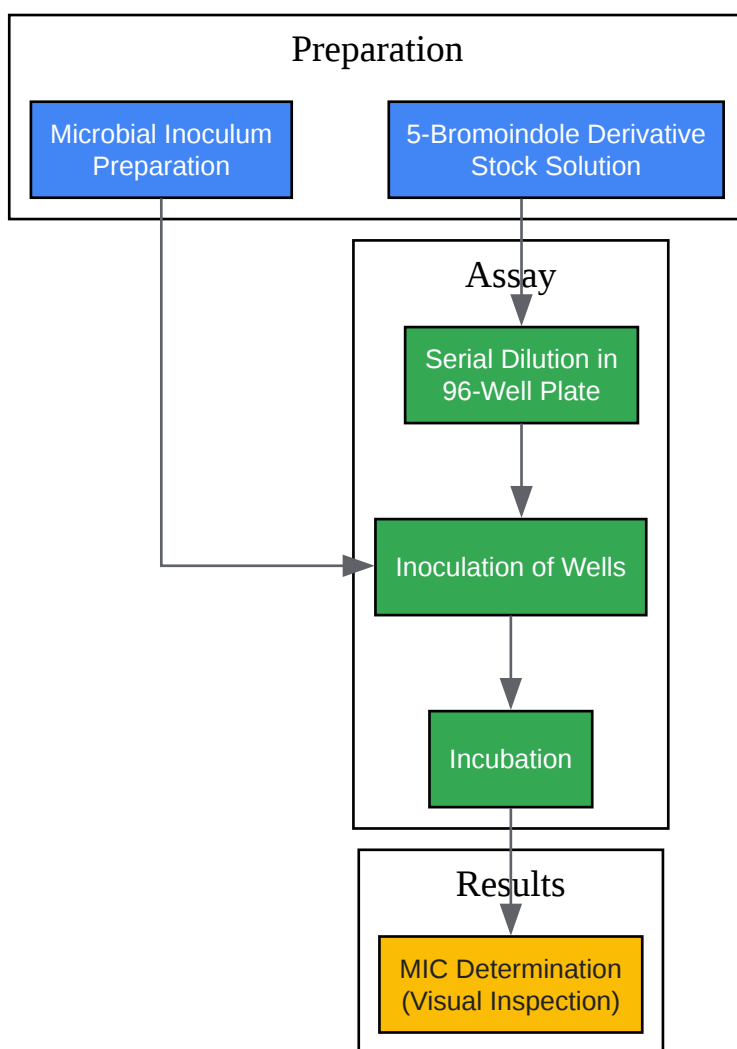 Preparation
Microbial Inoculum
Preparation
5-Bromoindole Derivative
Stock Solution
Assay
Serial Dilution in
96-Well Plate
Inoculation of Wells
Incubation
Results
MIC Determination
(Visual Inspection)